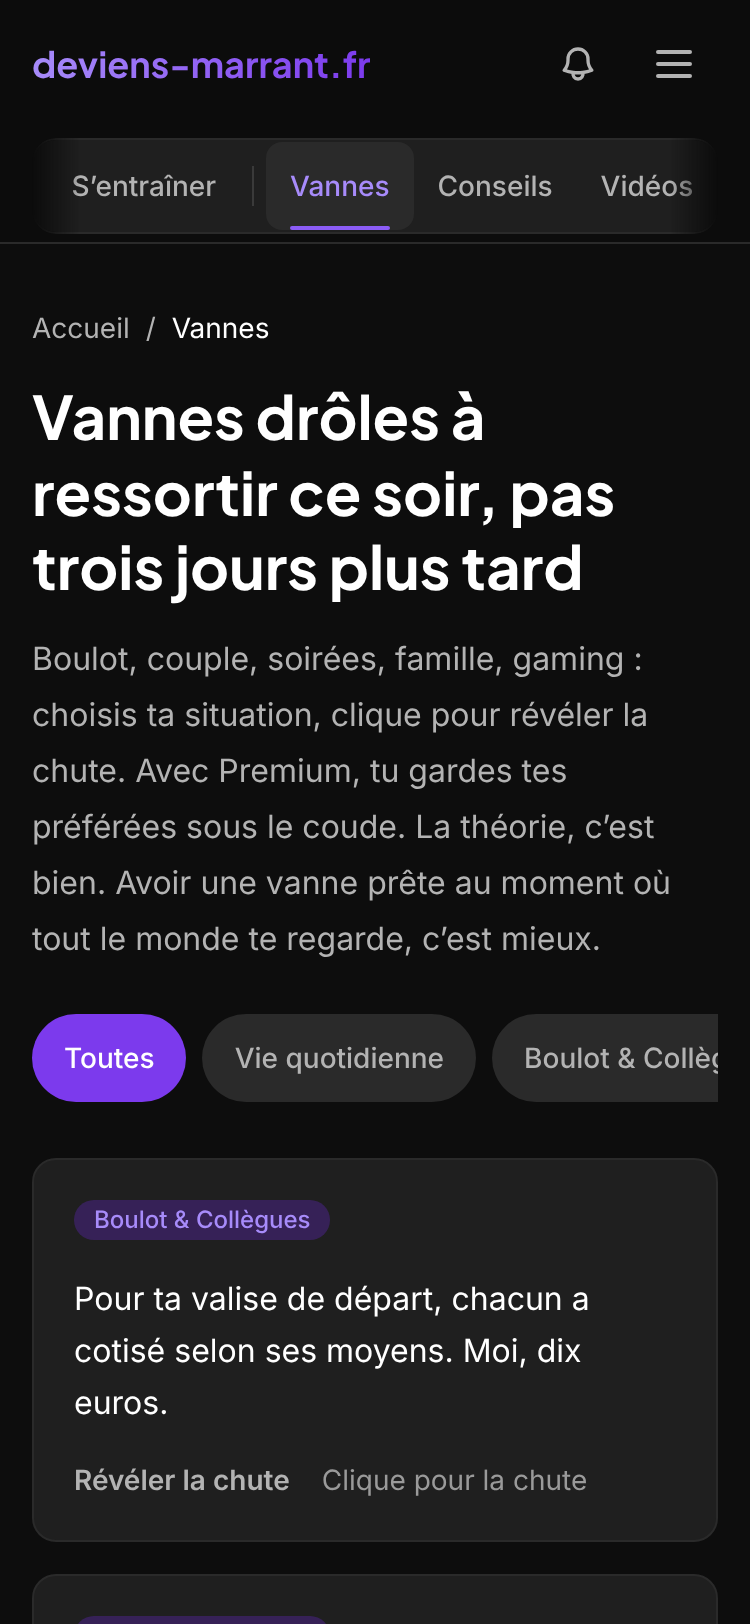 deviens-marrant.fr
S’entraîner
Vannes
Conseils
Vidéos
Accueil / Vannes
Vannes drôles à
ressortir ce soir, pas
trois jours plus tard
Boulot, couple, soirées, famille, gaming :
choisis ta situation, clique pour révéler la
chute. Avec Premium, tu gardes tes
préférées sous le coude. La théorie, c’est
bien. Avoir une vanne prête au moment où
tout le monde te regarde, c’est mieux.
Toutes
Vie quotidienne
Boulot & Collèg
Boulot & Collègues
Pour ta valise de départ, chacun a
cotisé selon ses moyens. Moi, dix
euros.
Révéler la chute
Clique pour la chute